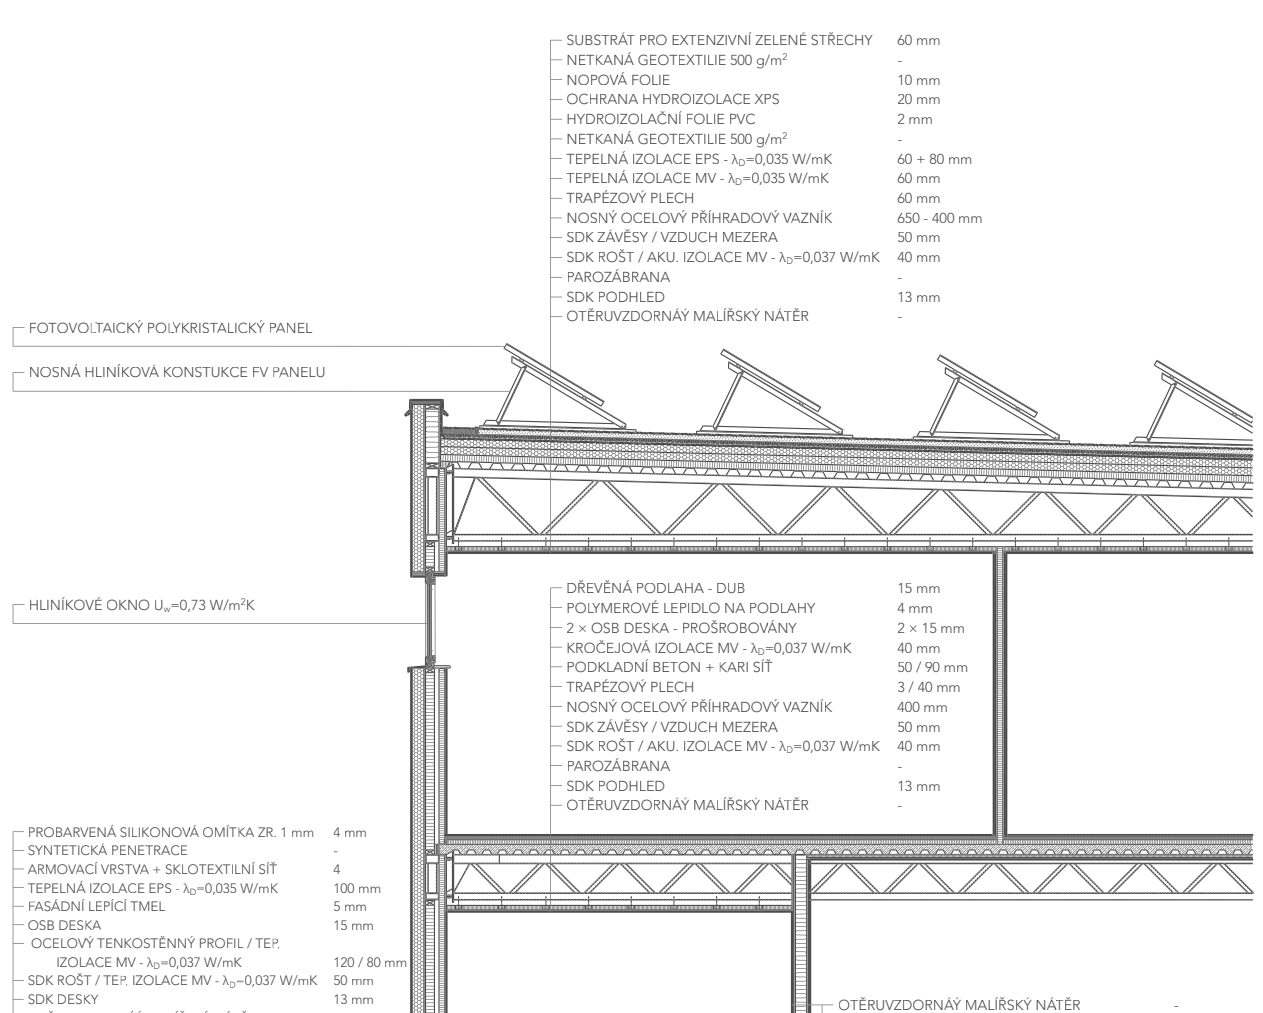 SUBSTRÁT PRO EXTENZIVNÍ ZELENÉ STŘECHY 60 mm
NETKANÁ GEOTEXTILIE 500 g/m² -
NOPOVÁ FOLIE 10 mm
OCHRANA HYDROIZOLACE XPS 20 mm
HYDROIZOLAČNÍ FOLIE PVC 2 mm
NETKANÁ GEOTEXTILIE 500 g/m² -
TEPELNÁ IZOLACE EPS - λD=0,035 W/mK 60 + 80 mm
TEPELNÁ IZOLACE MV - λD=0,035 W/mK 60 mm
TRAPÉZOVÝ PLECH 60 mm
NOSNÝ OCELOVÝ PŘÍHRADOVÝ VAZNÍK 650 - 400 mm
SDK ZÁVĚSY / VZDUCH MEZERA 50 mm
SDK ROŠT / AKU. IZOLACE MV - λD=0,037 W/mK 40 mm
PAROZÁBRANA -
SDK PODHLED 13 mm
OTĚRUVZDORNÁÝ MALÍŘSKÝ NÁTĚR -
FOTOVOLTAICKÝ POLYKRISTALICKÝ PANEL
NOSNÁ HLINÍKOVÁ KONSTUKCE FV PANELU
HLINÍKOVÉ OKNO Uw=0,73 W/m²K
DŘEVĚNÁ PODLAHA - DUB 15 mm
POLYMEROVÉ LEPIDLO NA PODLAHY 4 mm
2 × OSB DESKA - PROŠROBOVÁNY 2 × 15 mm
KROČEJOVÁ IZOLACE MV - λD=0,037 W/mK 40 mm
PODKLADNÍ BETON + KARI SÍŤ 50 / 90 mm
TRAPÉZOVÝ PLECH 3 / 40 mm
NOSNÝ OCELOVÝ PŘÍHRADOVÝ VAZNÍK 400 mm
SDK ZÁVĚSY / VZDUCH MEZERA 50 mm
SDK ROŠT / AKU. IZOLACE MV - λD=0,037 W/mK 40 mm
PAROZÁBRANA -
SDK PODHLED 13 mm
OTĚRUVZDORNÁÝ MALÍŘSKÝ NÁTĚR -
PROBARVENÁ SILIKONOVÁ OMÍTKA ZR. 1 mm 4 mm
SYNTETICKÁ PENETRACE -
ARMOVACÍ VRSTVA + SKLOTEXTILNÍ SÍŤ 4
TEPELNÁ IZOLACE EPS - λD=0,035 W/mK 100 mm
FASÁDNÍ LEPÍCÍ TMEL 5 mm
OSB DESKA 15 mm
OCELOVÝ TENKOSTĚNNÝ PROFIL / TEP.
IZOLACE MV - λD=0,037 W/mK 120 / 80 mm
SDK ROŠT / TEP. IZOLACE MV - λD=0,037 W/mK 50 mm
SDK DESKY 13 mm
OTĚRUVZDORNÁÝ MALÍŘSKÝ NÁTĚR -